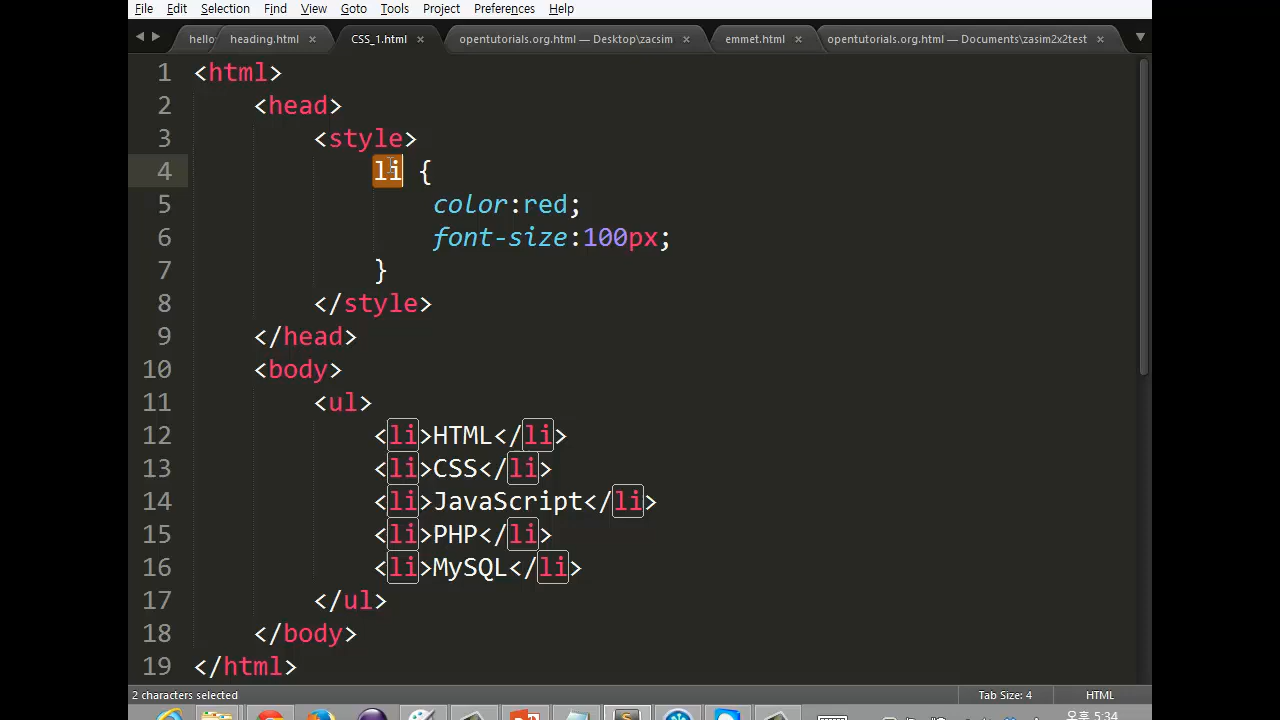 File Edit Selection Find View Goto Tools Project Preferences Help
hello heading.html CSS_1.html opentutorials.org.html — Desktop\zacsim emmet.html opentutorials.org.html — Documents\zasim2x2test
1 <html>
2 <head>
3 <style>
4 li {
5 color:red;
6 font-size:100px;
7 }
8 </style>
9 </head>
10 <body>
11 <ul>
12 <li>HTML</li>
13 <li>CSS</li>
14 <li>JavaScript</li>
15 <li>PHP</li>
16 <li>MySQL</li>
17 </ul>
18 </body>
19 </html>
2 characters selected Tab Size: 4 HTML
오후 5:34